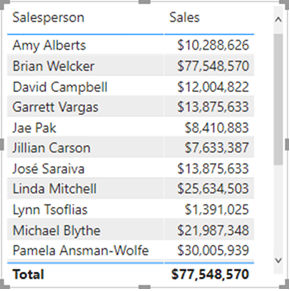 Salesperson Sales
Amy Alberts $10,288,626
Brian Welcker $77,548,570
David Campbell $12,004,822
Garrett Vargas $13,875,633
Jae Pak $8,410,883
Jillian Carson $7,633,387
José Saraiva $13,875,633
Linda Mitchell $25,634,503
Lynn Tsoflias $1,391,025
Michael Blythe $21,987,348
Pamela Ansman-Wolfe $30,005,939
Total $77,548,570